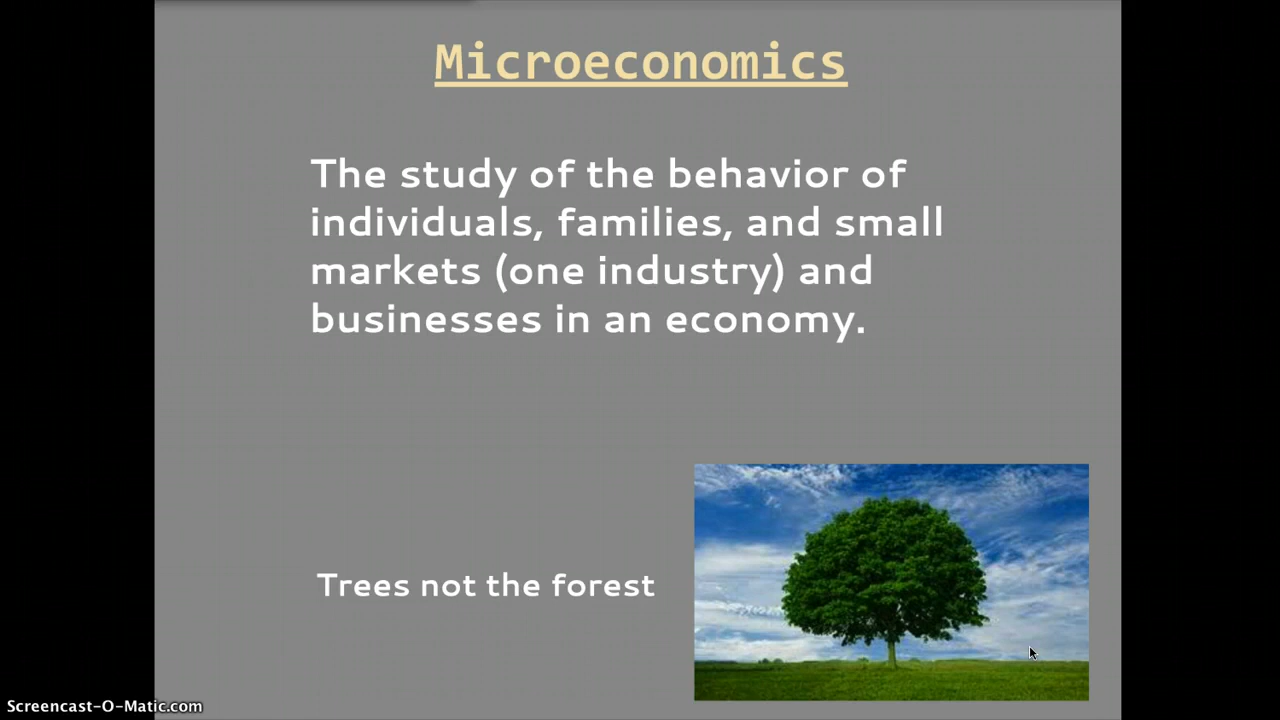 Microeconomics
The study of the behavior of
individuals, families, and small
markets (one industry) and
businesses in an economy.
Trees not the forest
Screencast-O-Matic.com